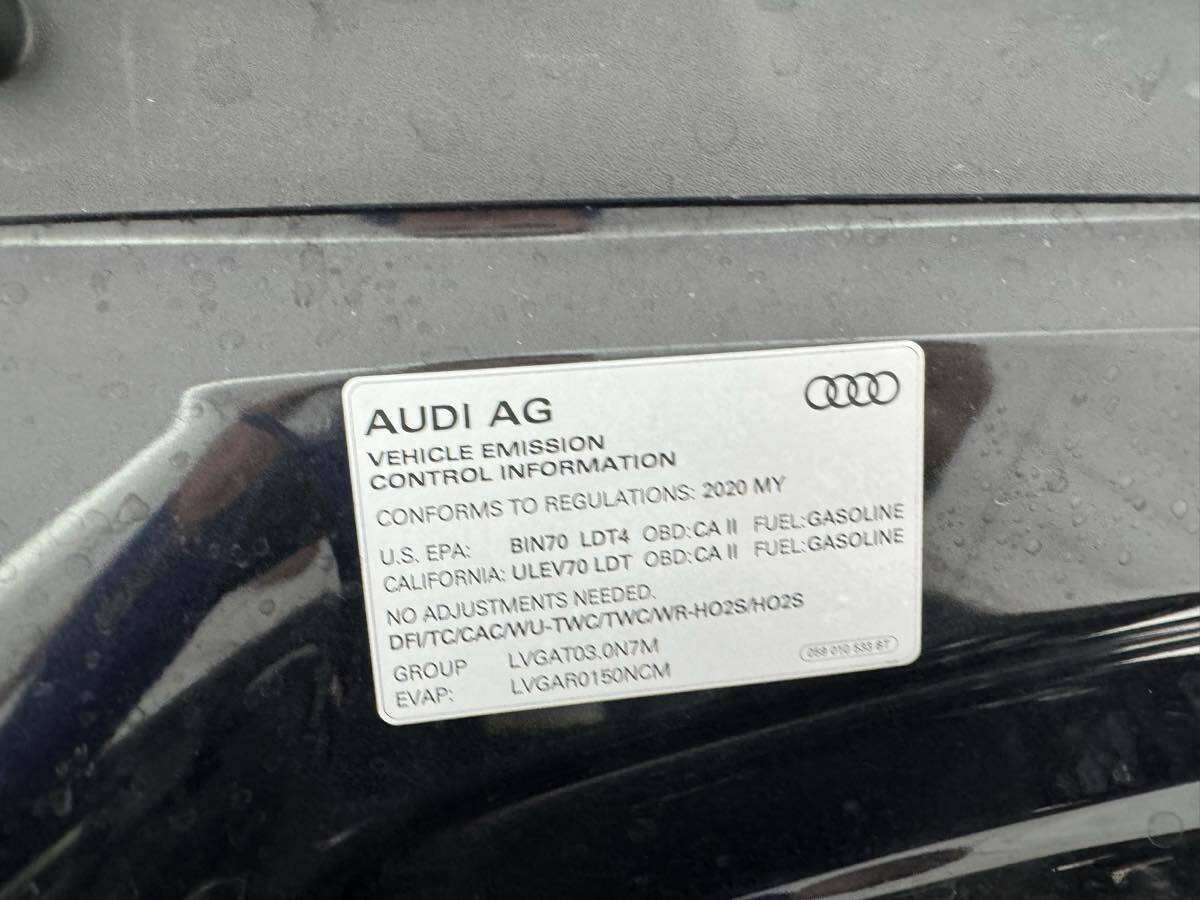 AUDI AG
VEHICLE EMISSION
CONTROL INFORMATION
CONFORMS TO REGULATIONS: 2020 MY
U.S. EPA: BIN70 LDT4 OBD:CA II FUEL:GASOLINE
CALIFORNIA: ULEV70 LDT OBD:CA II FUEL:GASOLINE
NO ADJUSTMENTS NEEDED.
DFI/TC/CAC/WU-TWC/TWC/WR-HO2S/HO2S
GROUP LVGAT03.0N7M
EVAP: LVGAR0150NCM
010